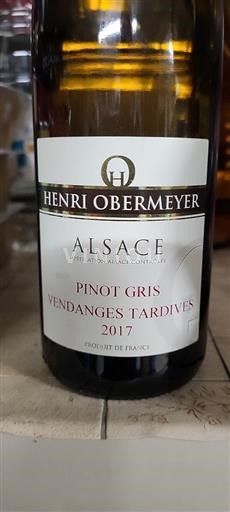 OH
HENRI OBERMEYER
ALSACE
APPELLATION ALSACE CONTRÔLÉE
PINOT GRIS
VENDANGES TARDIVES
2017
PRODUIT DE FRANCE